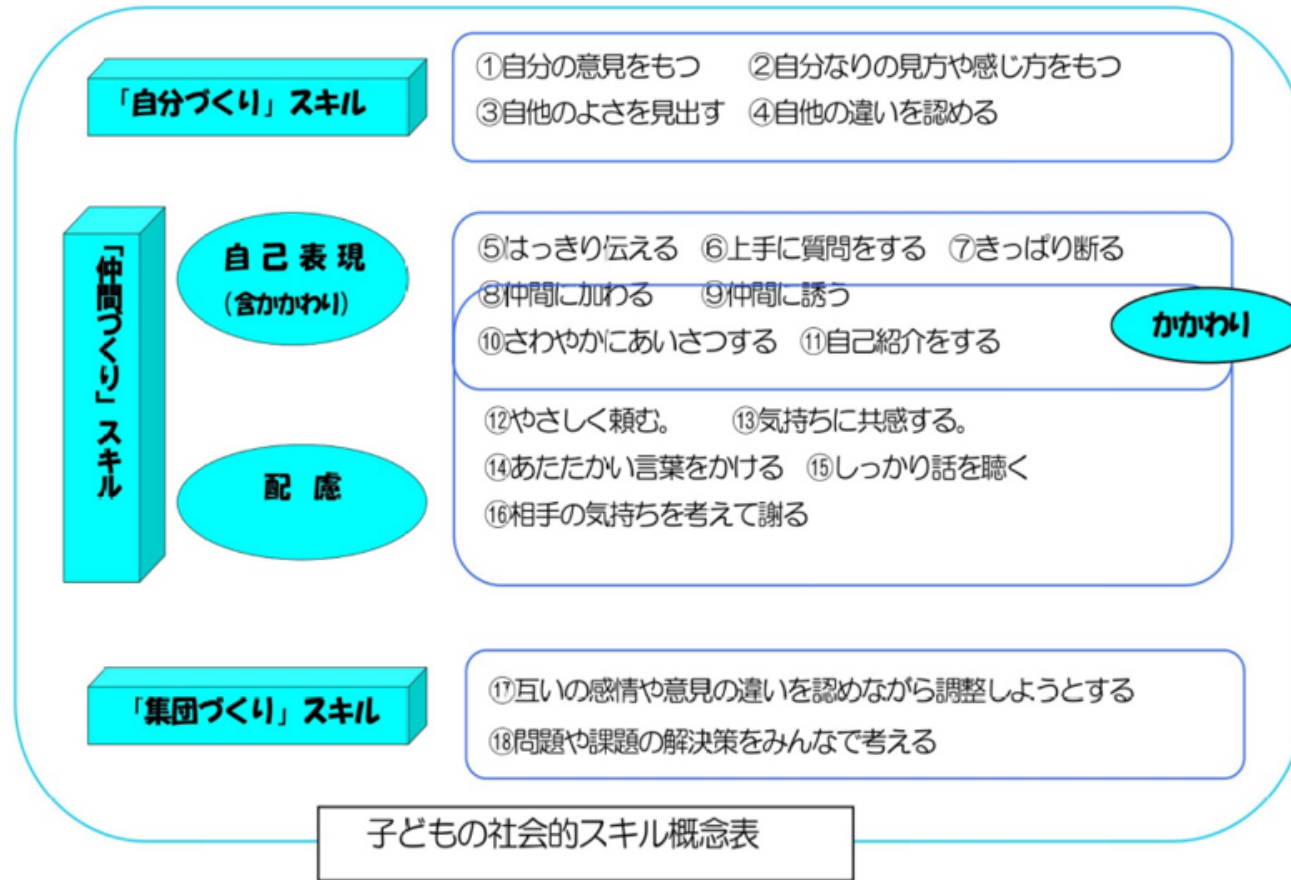 「自分づくり」スキル
①自分の意見をもつ　②自分なりの見方や感じ方をもつ
③自他のよさを見出す　④自他の違いを認める
「仲間づくり」スキル
自己表現
(含かかわり)
⑤はっきり伝える　⑥上手に質問をする　⑦きっぱり断る
⑧仲間に加わる　⑨仲間に誘う
⑩さわやかにあいさつする　⑪自己紹介をする
かかわり
配慮
⑫やさしく頼む。　⑬気持ちに共感する。
⑭あたたかい言葉をかける　⑮しっかり話を聴く
⑯相手の気持ちを考えて謝る
「集団づくり」スキル
⑰互いの感情や意見の違いを認めながら調整しようとする
⑱問題や課題の解決策をみんなで考える
子どもの社会的スキル概念表